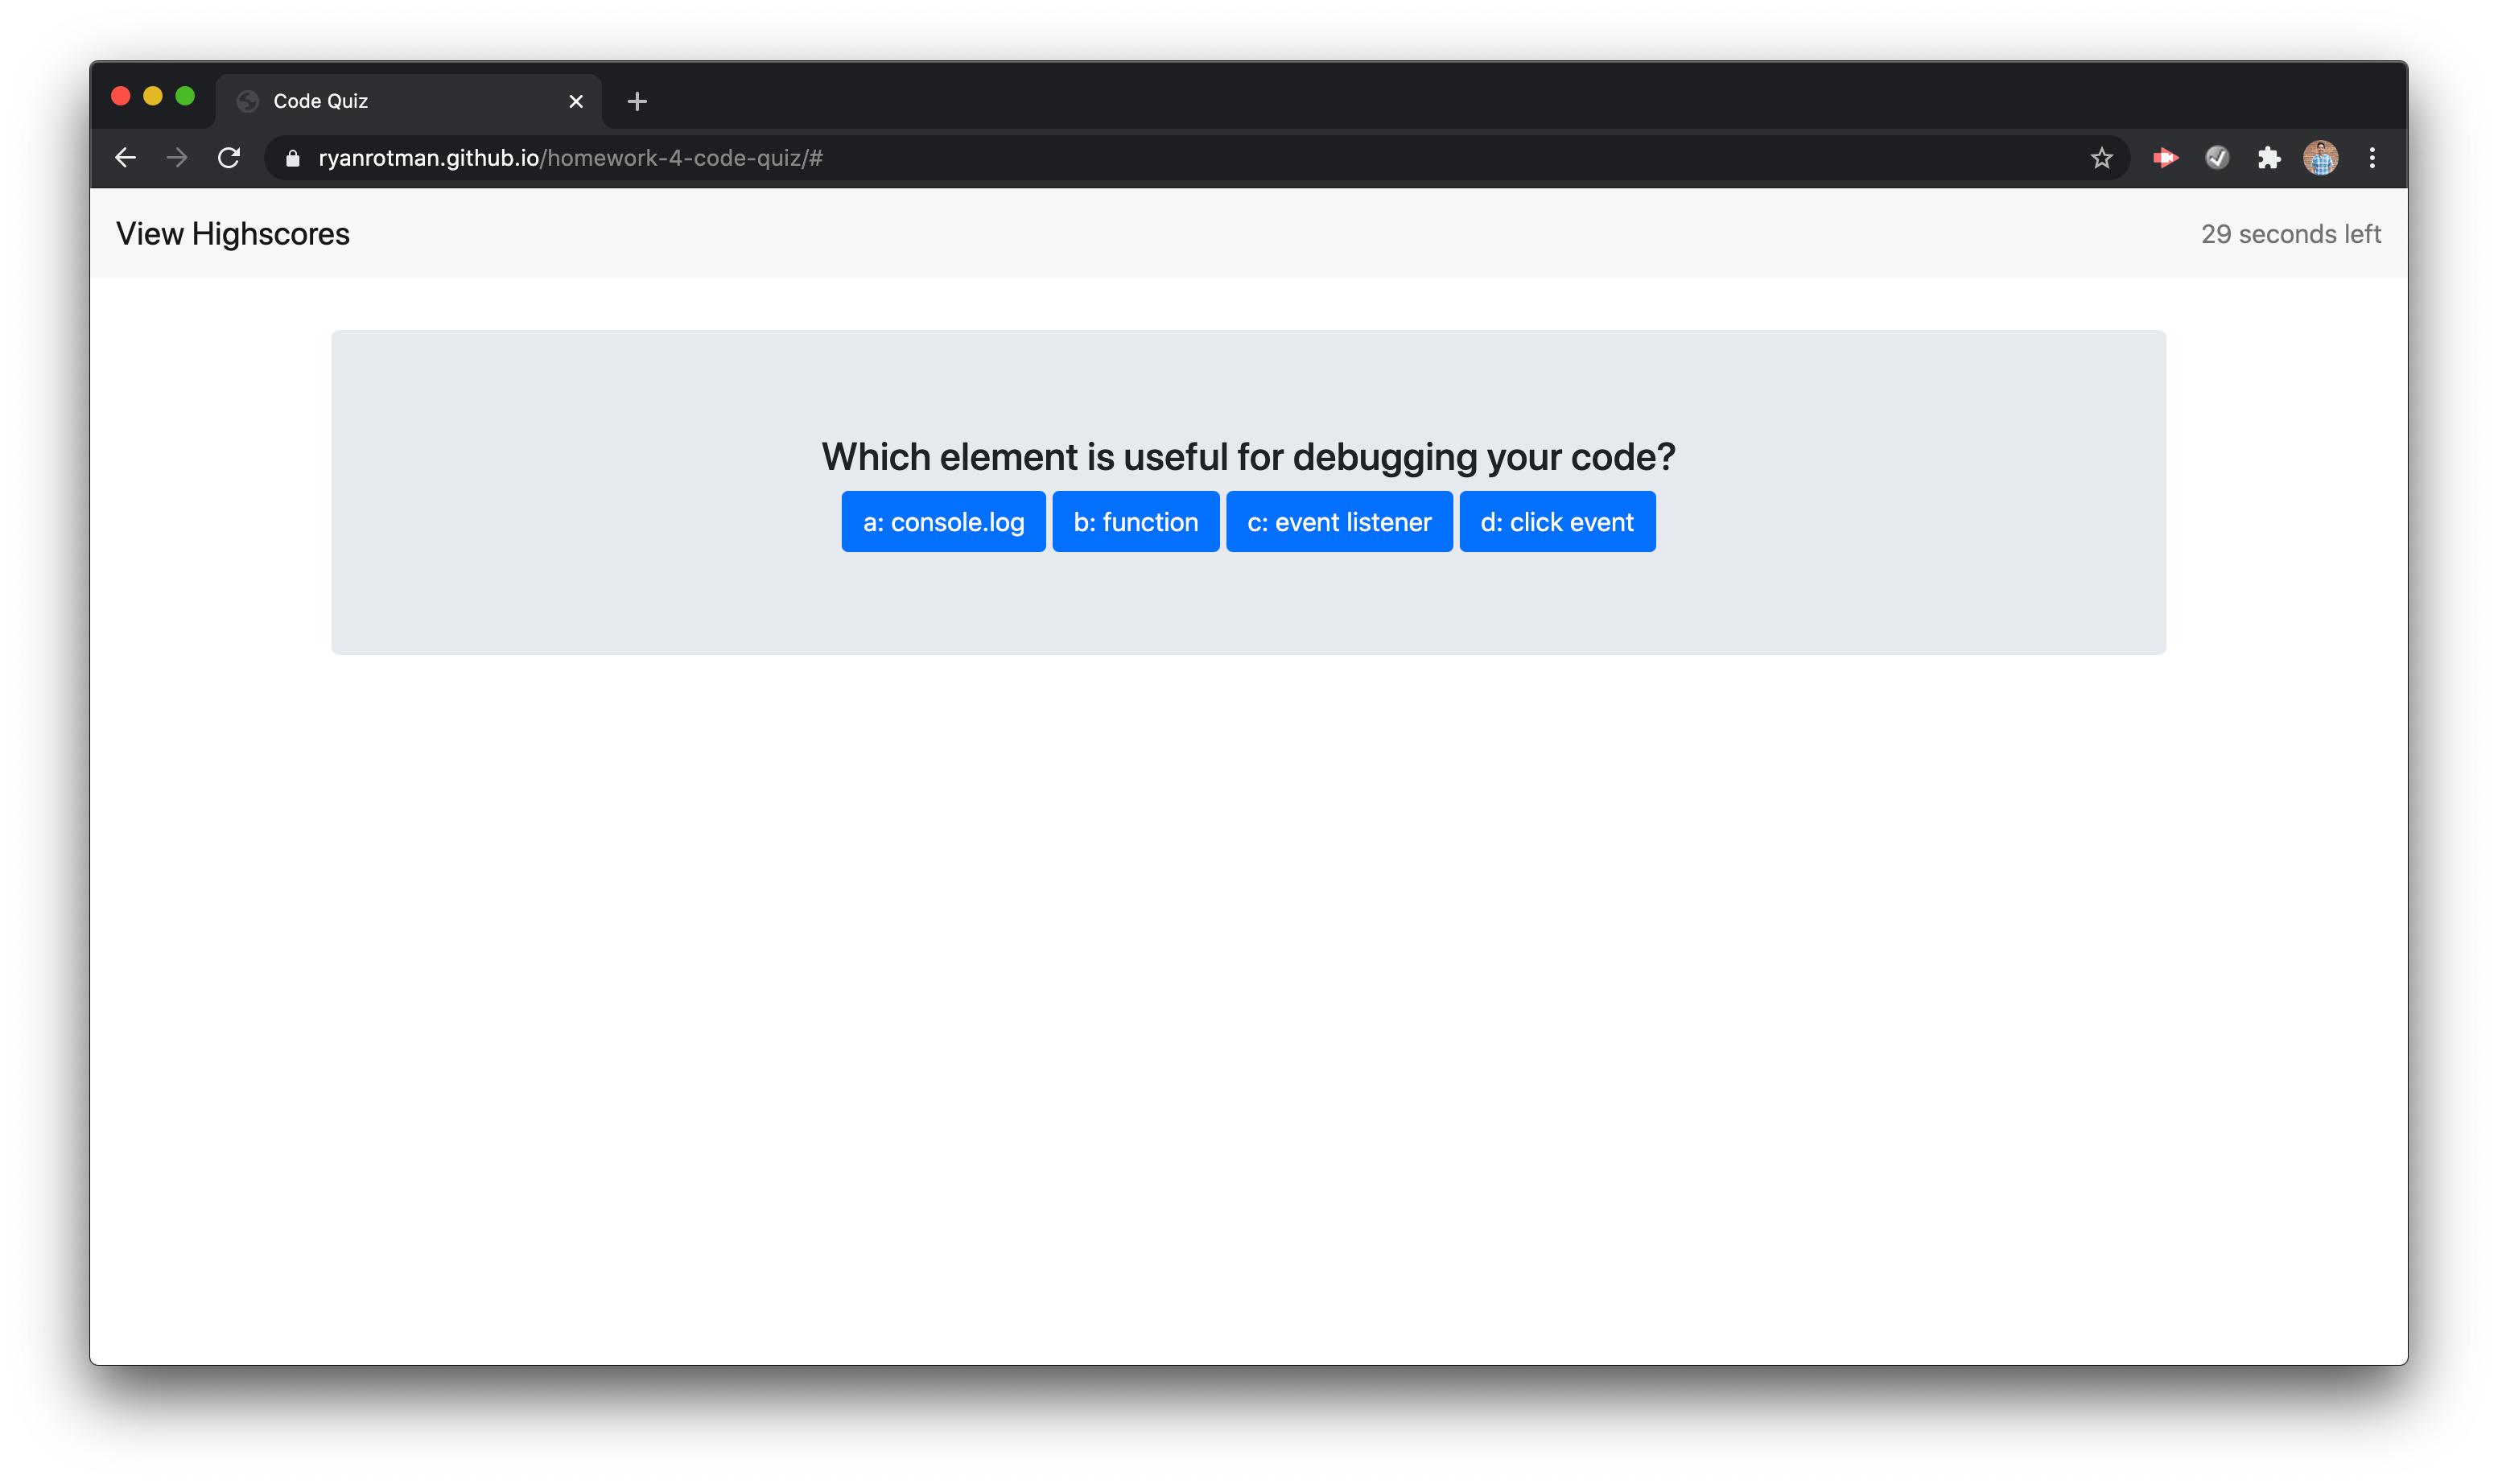 Code Quiz
ryanrotman.github.io/homework-4-code-quiz/#
View Highscores
29 seconds left
Which element is useful for debugging your code?
a: console.log
b: function
c: event listener
d: click event